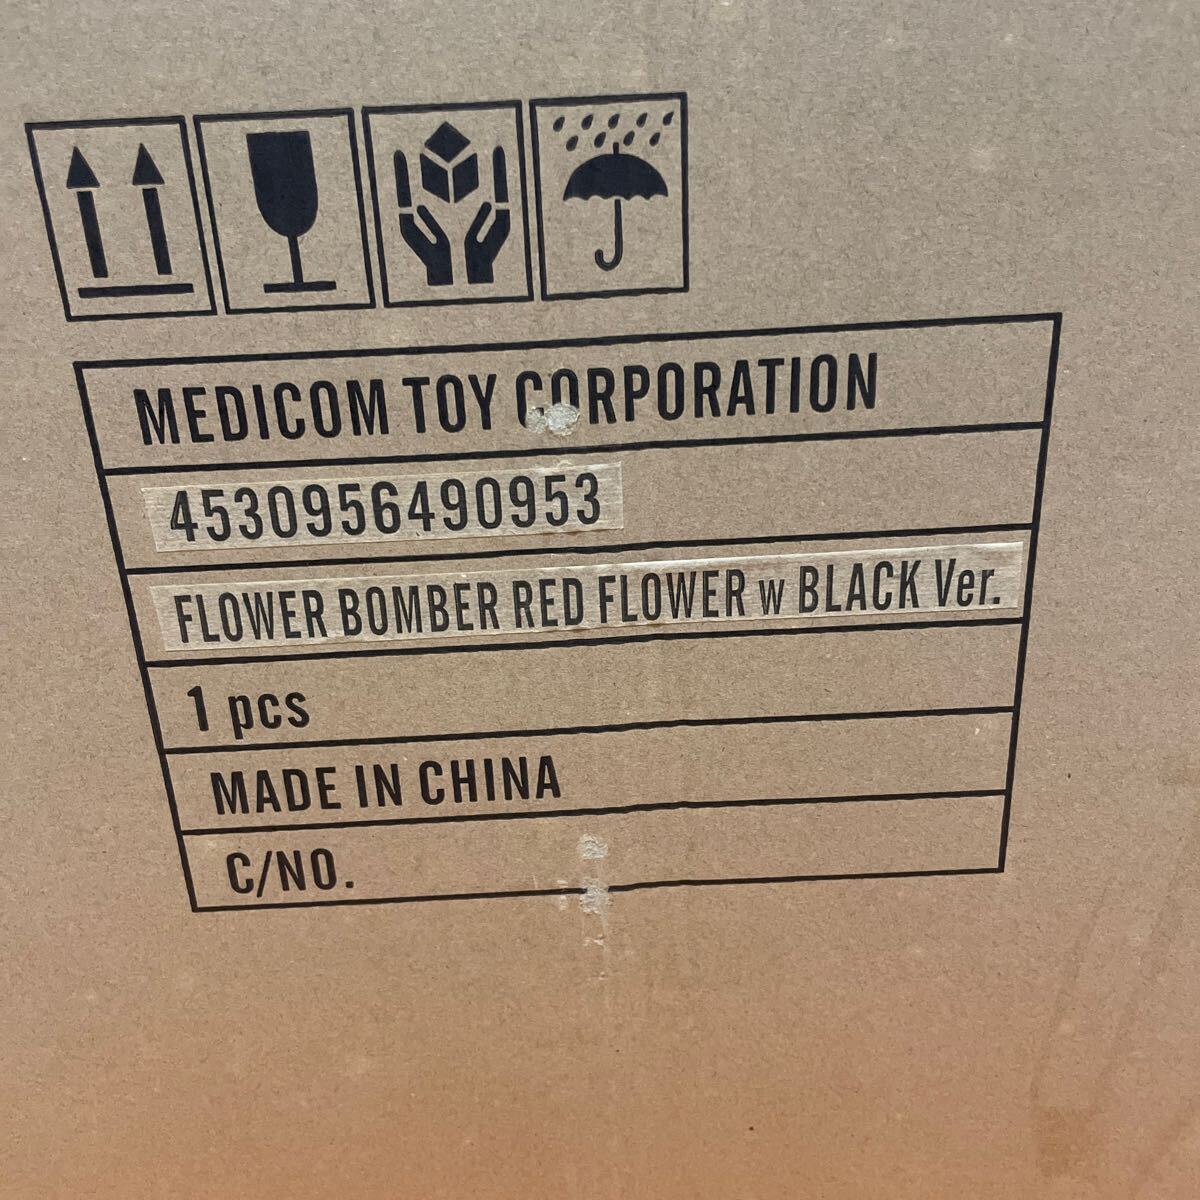 MEDICOM TOY CORPORATION
4530956490953
FLOWER BOMBER RED FLOWER w BLACK Ver.
1 pcs
MADE IN CHINA
C/NO.